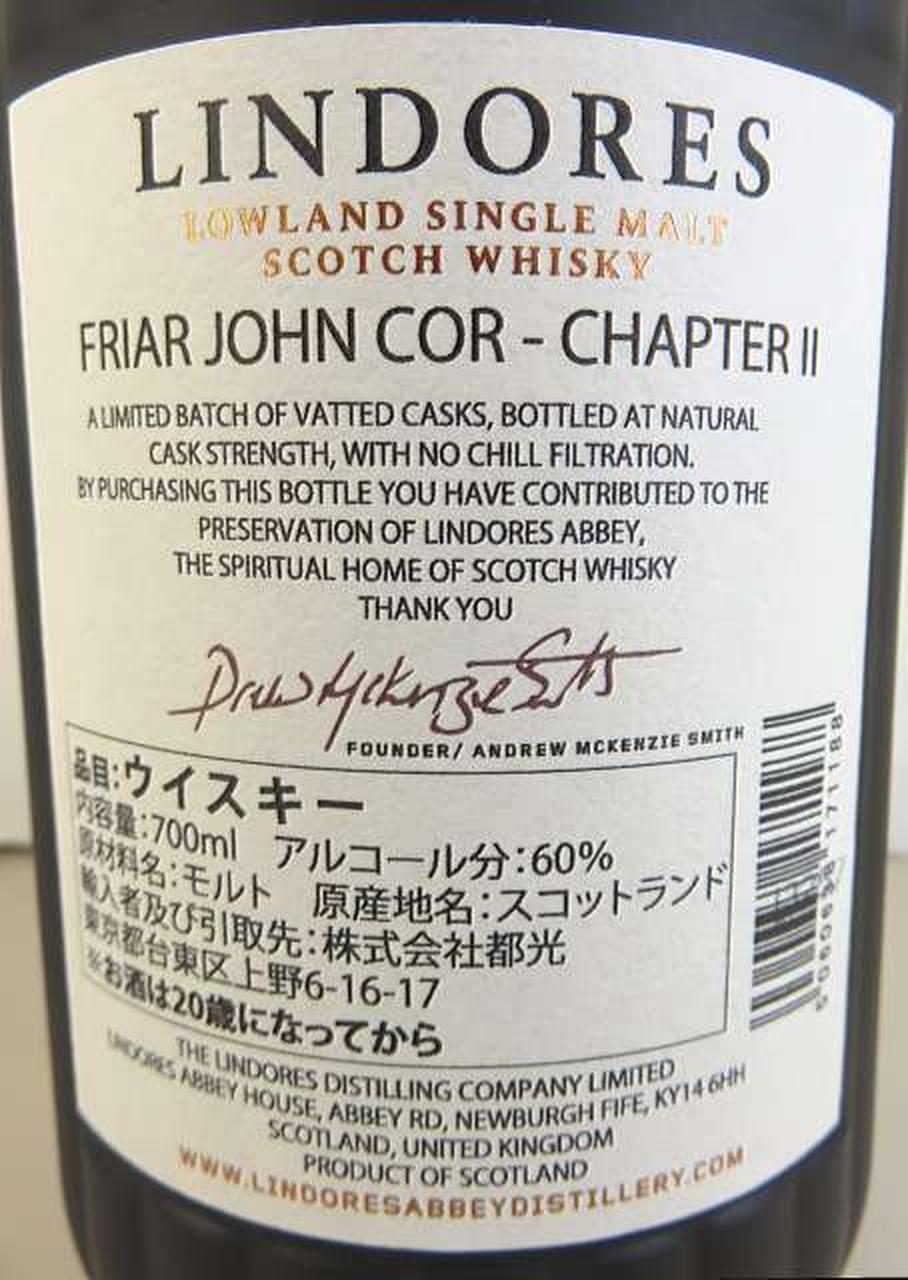 LINDORES
LOWLAND SINGLE MALT
SCOTCH WHISKY
FRIAR JOHN COR - CHAPTER II
A LIMITED BATCH OF VATTED CASKS, BOTTLED AT NATURAL
CASK STRENGTH, WITH NO CHILL FILTRATION.
BY PURCHASING THIS BOTTLE YOU HAVE CONTRIBUTED TO THE
PRESERVATION OF LINDORES ABBEY,
THE SPIRITUAL HOME OF SCOTCH WHISKY
THANK YOU
Drew McKenzie Smith
FOUNDER/ ANDREW MCKENZIE SMITH
品目:ウイスキー
内容量:700ml アルコール分:60%
原材料名:モルト 原産地名:スコットランド
輸入者及び引取先:株式会社都光
東京都台東区上野6-16-17
※お酒は20歳になってから
THE LINDORES DISTILLING COMPANY LIMITED
LINDORES ABBEY HOUSE, ABBEY RD, NEWBURGH FIFE, KY14 6HH
SCOTLAND, UNITED KINGDOM
PRODUCT OF SCOTLAND
WWW.LINDORESABBEYDISTILLERY.COM